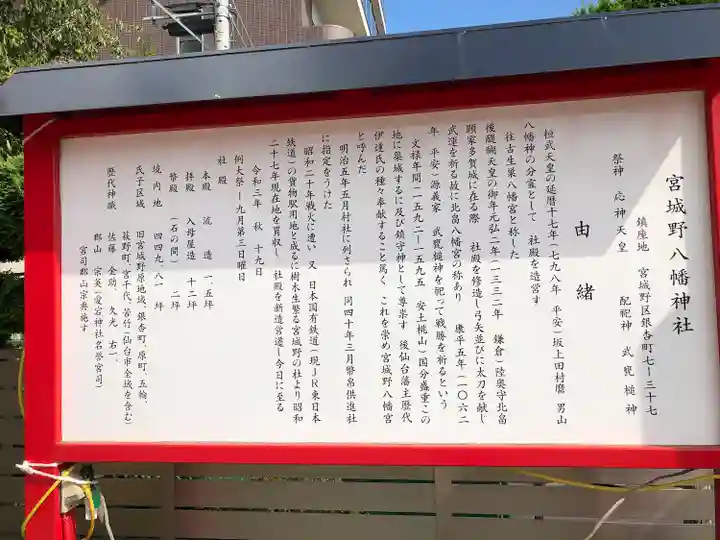 宮城野八幡神社
鎮座地 宮城野区銀杏町七ー三十七
祭神 応神天皇 配祀神 武甕槌神
由緒
桓武天皇の延暦十七年(七九八年 平安)坂上田村麿 男山
八幡神の分霊として 社殿を造営す
往古生巣八幡宮と称した
後醍醐天皇の御年元弘二年(一三三二年 鎌倉)陸奥守北畠
顕家多賀城に在る際 社殿を修造し弓矢並びに太刀を献じ
武運を祈る故に北畠八幡宮の称あり 康平五年(一〇六二
年 平安)源義家 武甕槌神を祀って戦勝を祈るという
文禄年間(一五九二ー一五九五 安土桃山)国分盛重この
地に築城するに及び鎮守神として尊崇す 後仙台藩主歴代
伊達氏の種々奉献すること篤く これを崇め宮城野八幡宮
と呼んだ
明治五年五月村社に列せられ 同四十年三月幣帛供進社
に指定をうけた
昭和二十年戦火に遭い 又 日本国有鉄道(現JR東日本
鉄道)の貨物駅用地と成るに樹木生繁る宮城野の杜より昭和
二十七年現在地を買収し 社殿を新造営遷し今日に至る
令和三年 秋 十九日
例大祭ー九月第三日曜日
社殿
本殿 流造 一、五坪
拝殿 入母屋造 十二坪
幣殿 (石の間) 二坪
境内地 四四九、八一坪
氏子区域 旧宮城野原地域、銀杏町、原町、五輪
萩野町、宮千代、苦竹(仙台市全域を含む)
歴代神職 佐藤 金助、久光 右一、
郡山 宗英(愛宕神社名誉宮司)
宮司郡山宗典施す